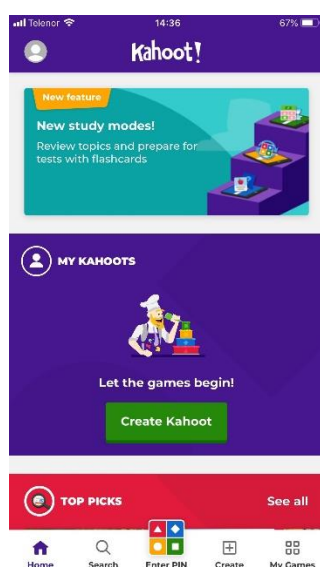 Telenor 14:36 67%
Kahoot!
New feature
New study modes!
Review topics and prepare for
tests with flashcards
MY KAHOOTS
Let the games begin!
Create Kahoot
TOP PICKS See all
Home Search Enter PIN Create My Games